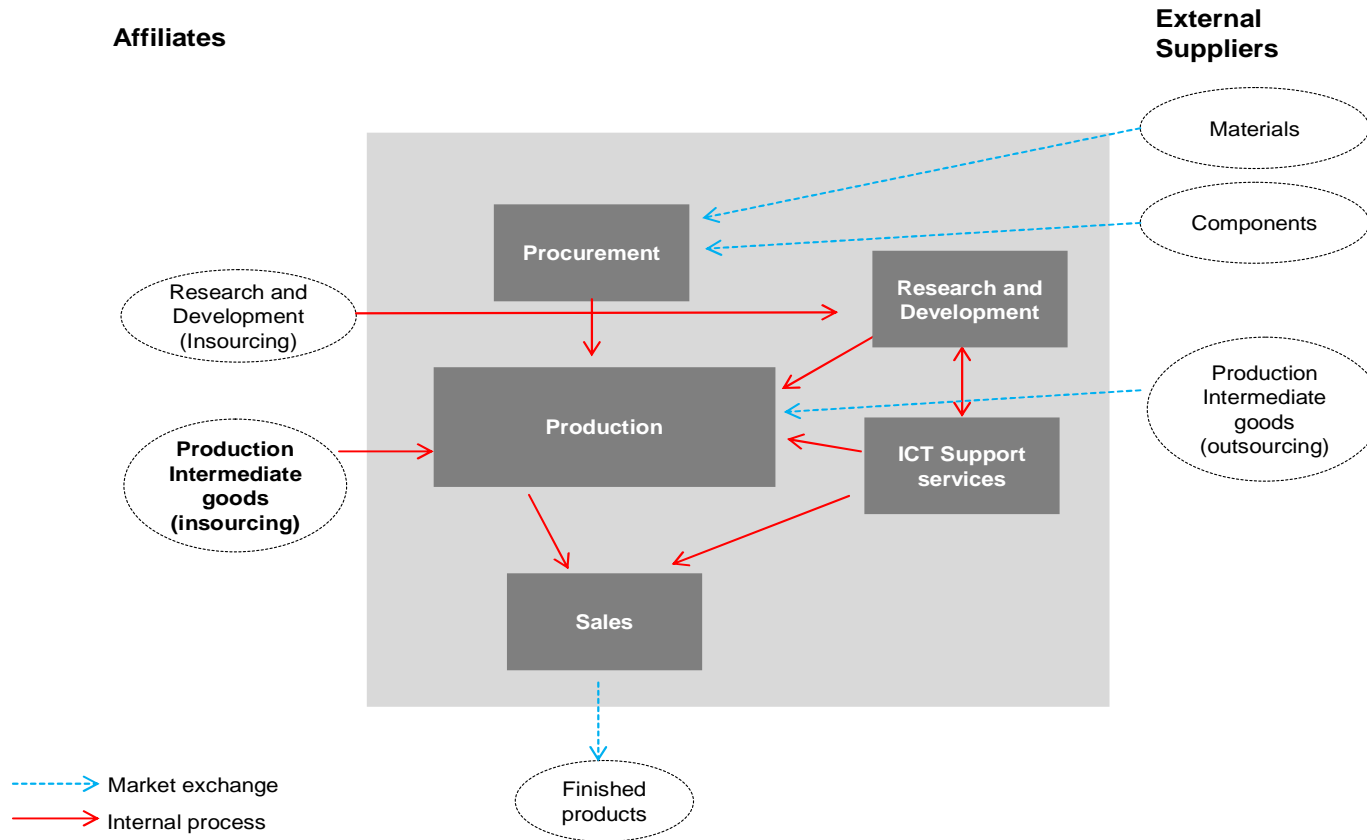 Affiliates
External
Suppliers
Materials
Components
Procurement
Research and
Development
Research and
Development
(Insourcing)
Production
Intermediate
goods
(outsourcing)
Production
Production
Intermediate
goods
(insourcing)
ICT Support
services
Sales
Finished
products
Market exchange
Internal process